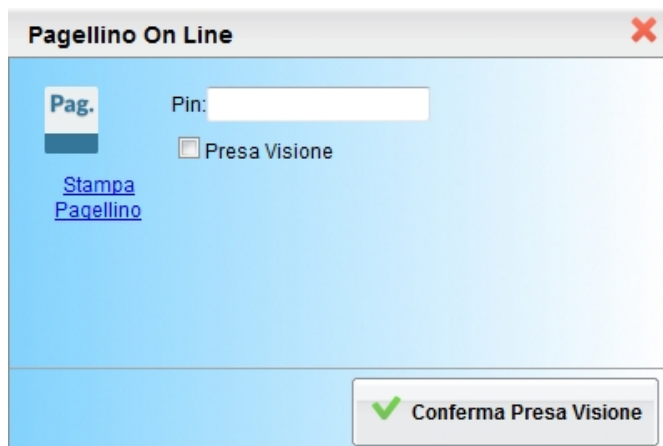 Pagellino On Line
Pag.
Pin:
Presa Visione
Stampa
Pagellino
Conferma Presa Visione